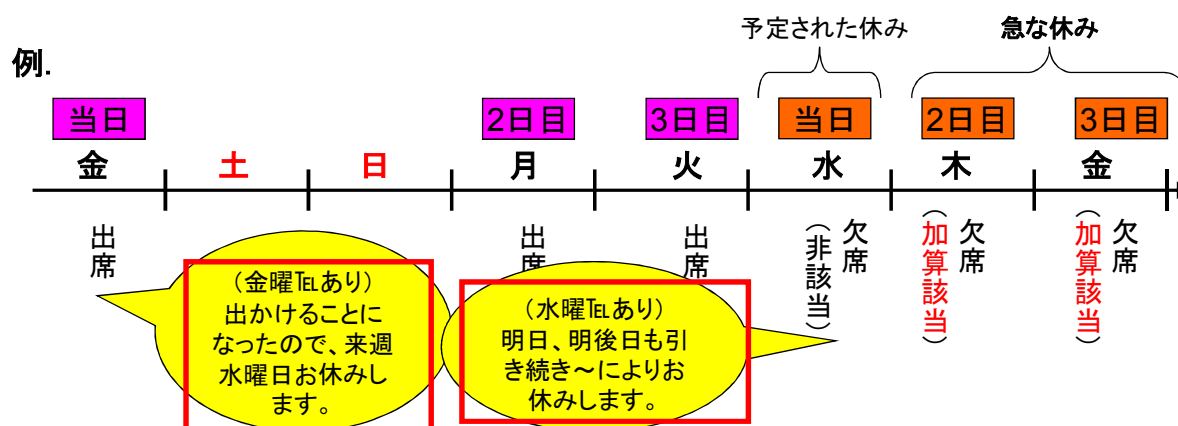 予定された休み
急な休み
例.
当日
2日目
3日目
当日
2日目
3日目
金
土
日
月
火
水
木
金
出席
出席
出席
欠席
（非該当）
欠席
（加算該当）
欠席
（加算該当）
（金曜℡あり）
出かけることに
なったので、来週
水曜日お休みし
ます。
（水曜℡あり）
明日、明後日も引
き続き～によりお
休みします。